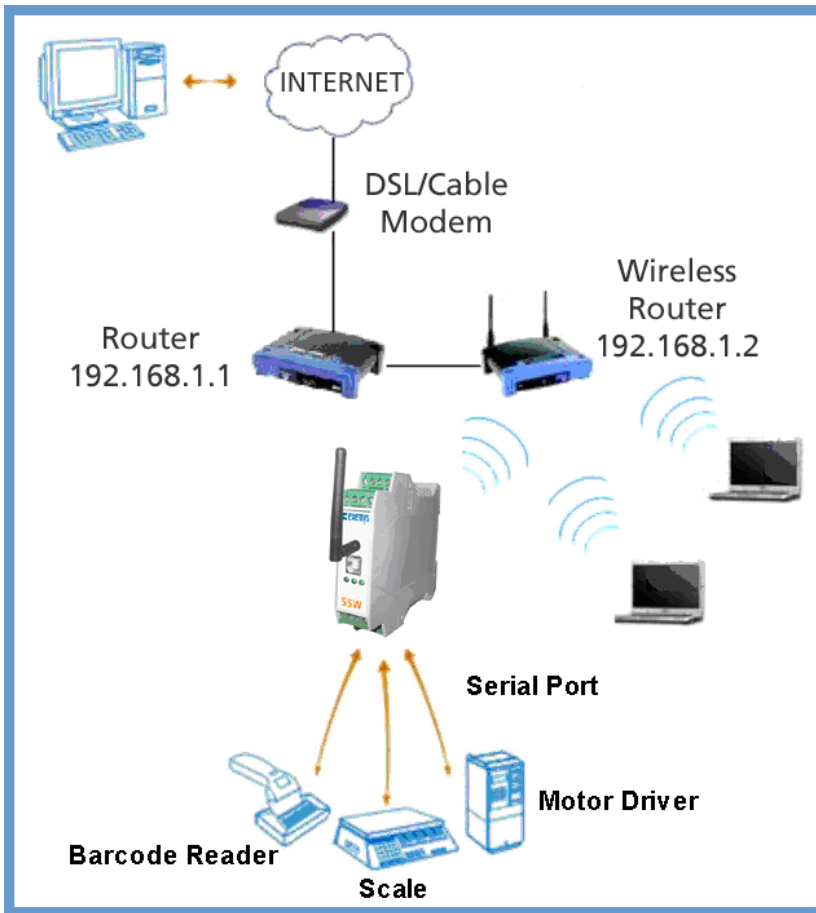 INTERNET
DSL/Cable
Modem
Wireless
Router
192.168.1.2
Router
192.168.1.1
exemys
SSW
Serial Port
Motor Driver
Barcode Reader
Scale